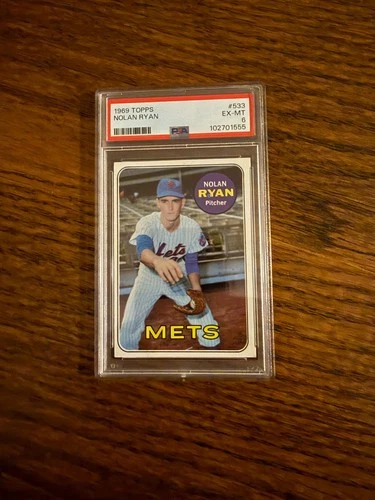 1969 TOPPS #533
NOLAN RYAN EX-MT
6
PSA 102701555
NOLAN
RYAN
Pitcher
Mets
METS